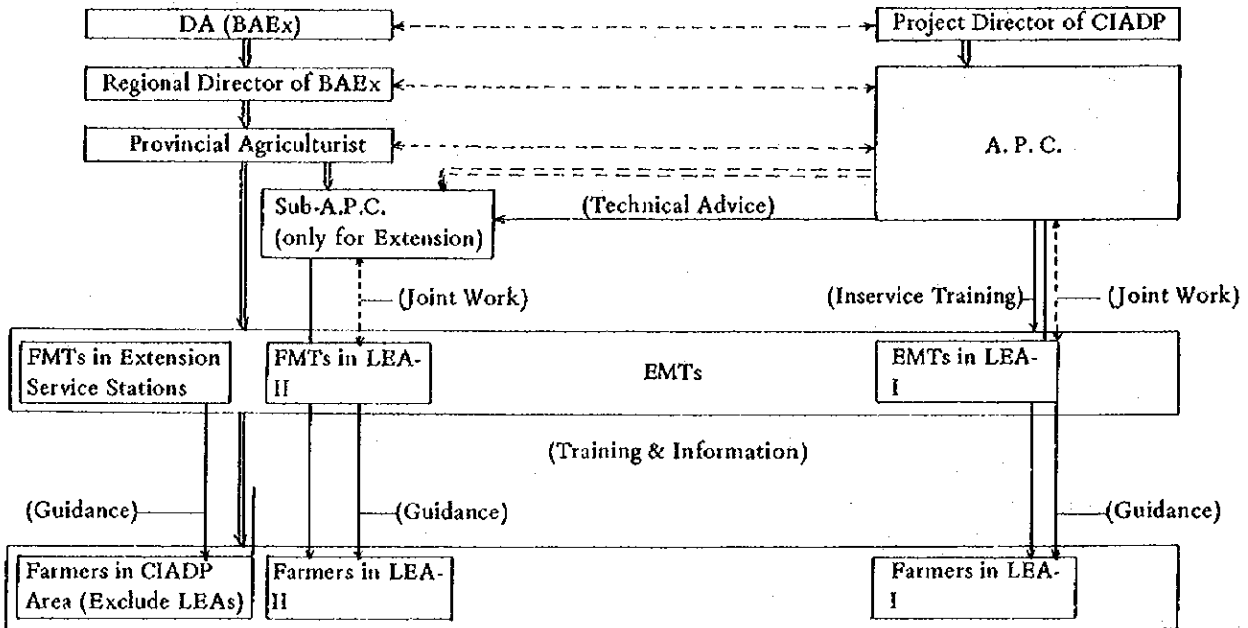 DA (BAEx)
Project Director of CIADP
Regional Director of BAEx
Provincial Agriculturist
A. P. C.
Sub-A.P.C.
(only for Extension)
(Technical Advice)
(Joint Work)
(Inservice Training)
(Joint Work)
FMTs in Extension
Service Stations
FMTs in LEA-
II
EMTs
EMTs in LEA-
I
(Training & Information)
(Guidance)
(Guidance)
(Guidance)
Farmers in CIADP
Area (Exclude LEAs)
Farmers in LEA-
II
Farmers in LEA-
I